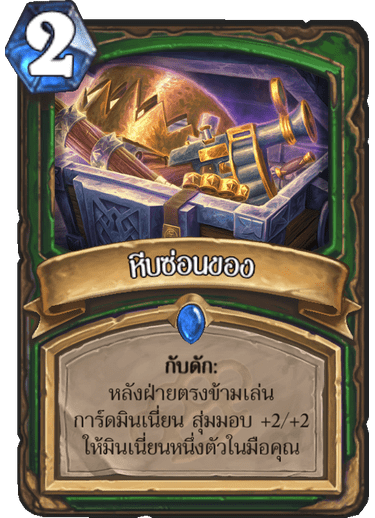 2
หีบซ่อนของ
กับดัก:
หลังฝ่ายตรงข้ามเล่น
การ์ดมินเนี่ยน สุ่มมอบ +2/+2
ให้มินเนี่ยนหนึ่งตัวในมือคุณ